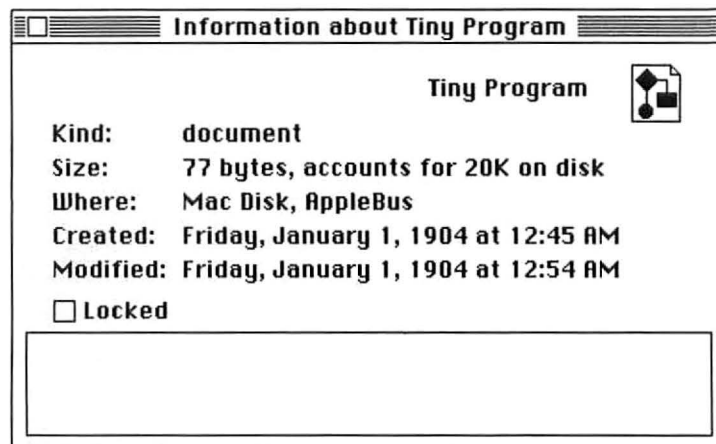 Information about Tiny Program
Tiny Program
Kind: document
Size: 77 bytes, accounts for 20K on disk
Where: Mac Disk, AppleBus
Created: Friday, January 1, 1904 at 12:45 AM
Modified: Friday, January 1, 1904 at 12:54 AM
Locked